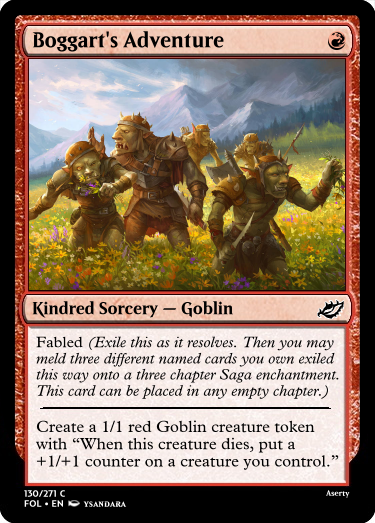 Boggart's Adventure
Kindred Sorcery — Goblin
Fabled (Exile this as it resolves. Then you may
meld three different named cards you own exiled
this way onto a three chapter Saga enchantment.
This card can be placed in any empty chapter.)
Create a 1/1 red Goblin creature token
with “When this creature dies, put a
+1/+1 counter on a creature you control.”
130/271 C
Aserty
FOL • EN YSANDARA